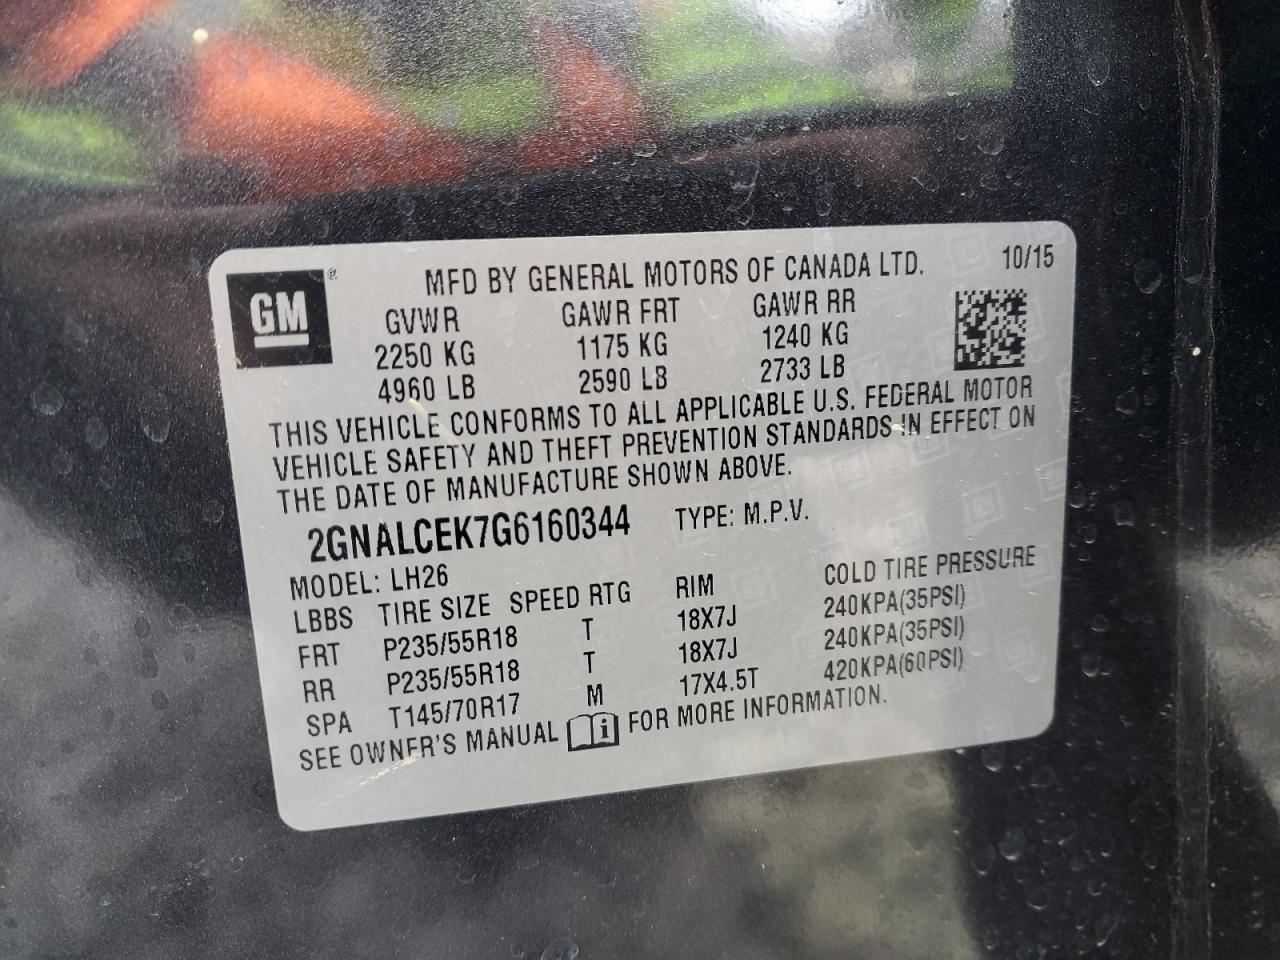 GM ®
MFD BY GENERAL MOTORS OF CANADA LTD. 10/15
GVWR GAWR FRT GAWR RR
2250 KG 1175 KG 1240 KG
4960 LB 2590 LB 2733 LB
THIS VEHICLE CONFORMS TO ALL APPLICABLE U.S. FEDERAL MOTOR
VEHICLE SAFETY AND THEFT PREVENTION STANDARDS IN EFFECT ON
THE DATE OF MANUFACTURE SHOWN ABOVE.
2GNALCEK7G6160344 TYPE: M.P.V.
MODEL: LH26
LBBS TIRE SIZE SPEED RTG RIM COLD TIRE PRESSURE
FRT P235/55R18 T 18X7J 240KPA(35PSI)
RR P235/55R18 T 18X7J 240KPA(35PSI)
SPA T145/70R17 M 17X4.5T 420KPA(60PSI)
SEE OWNER'S MANUAL i FOR MORE INFORMATION.